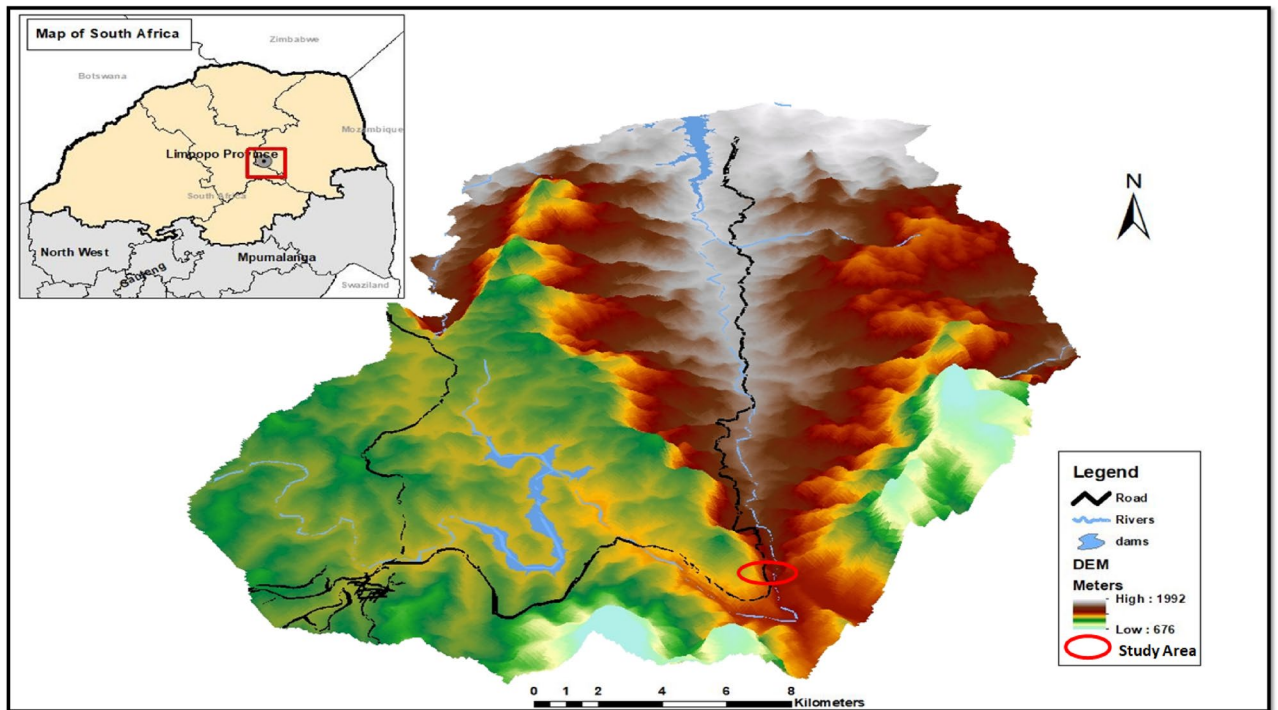 Map of South Africa
Zimbabwe
Botswana
Mozambique
Limpopo Province
South Africa
North West
Gauteng
Mpumalanga
Swaziland
N
Legend
Road
Rivers
dams
DEM
Meters
High : 1992
Low : 676
Study Area
0 1 2 4 6 8
Kilometers